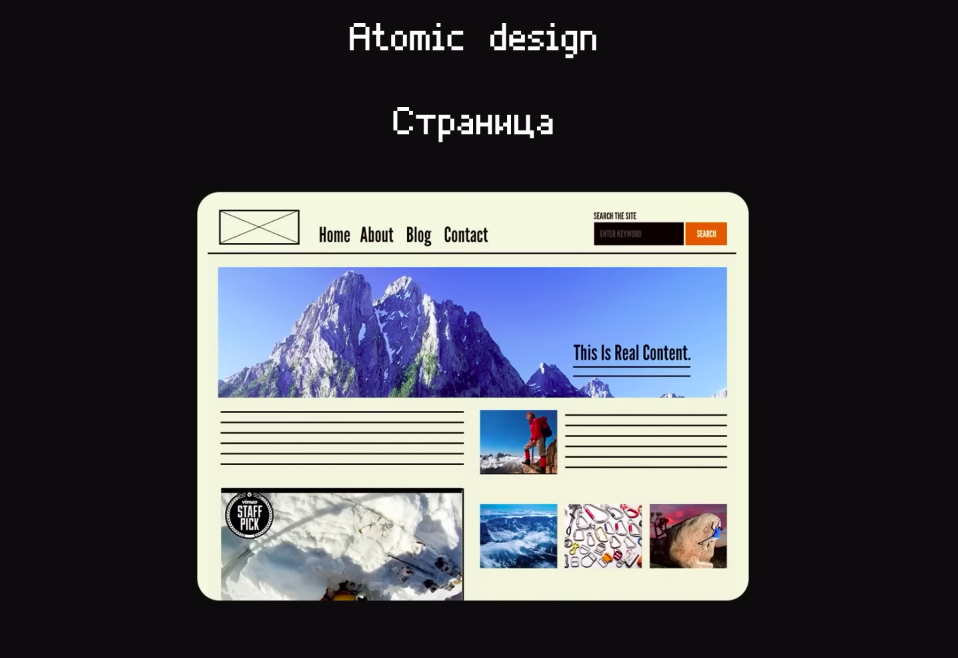 Atomic design
Страница
SEARCH THE SITE
Home About Blog Contact
ENTER KEYWORD
SEARCH
This Is Real Content.
vimeo
STAFF
PICK